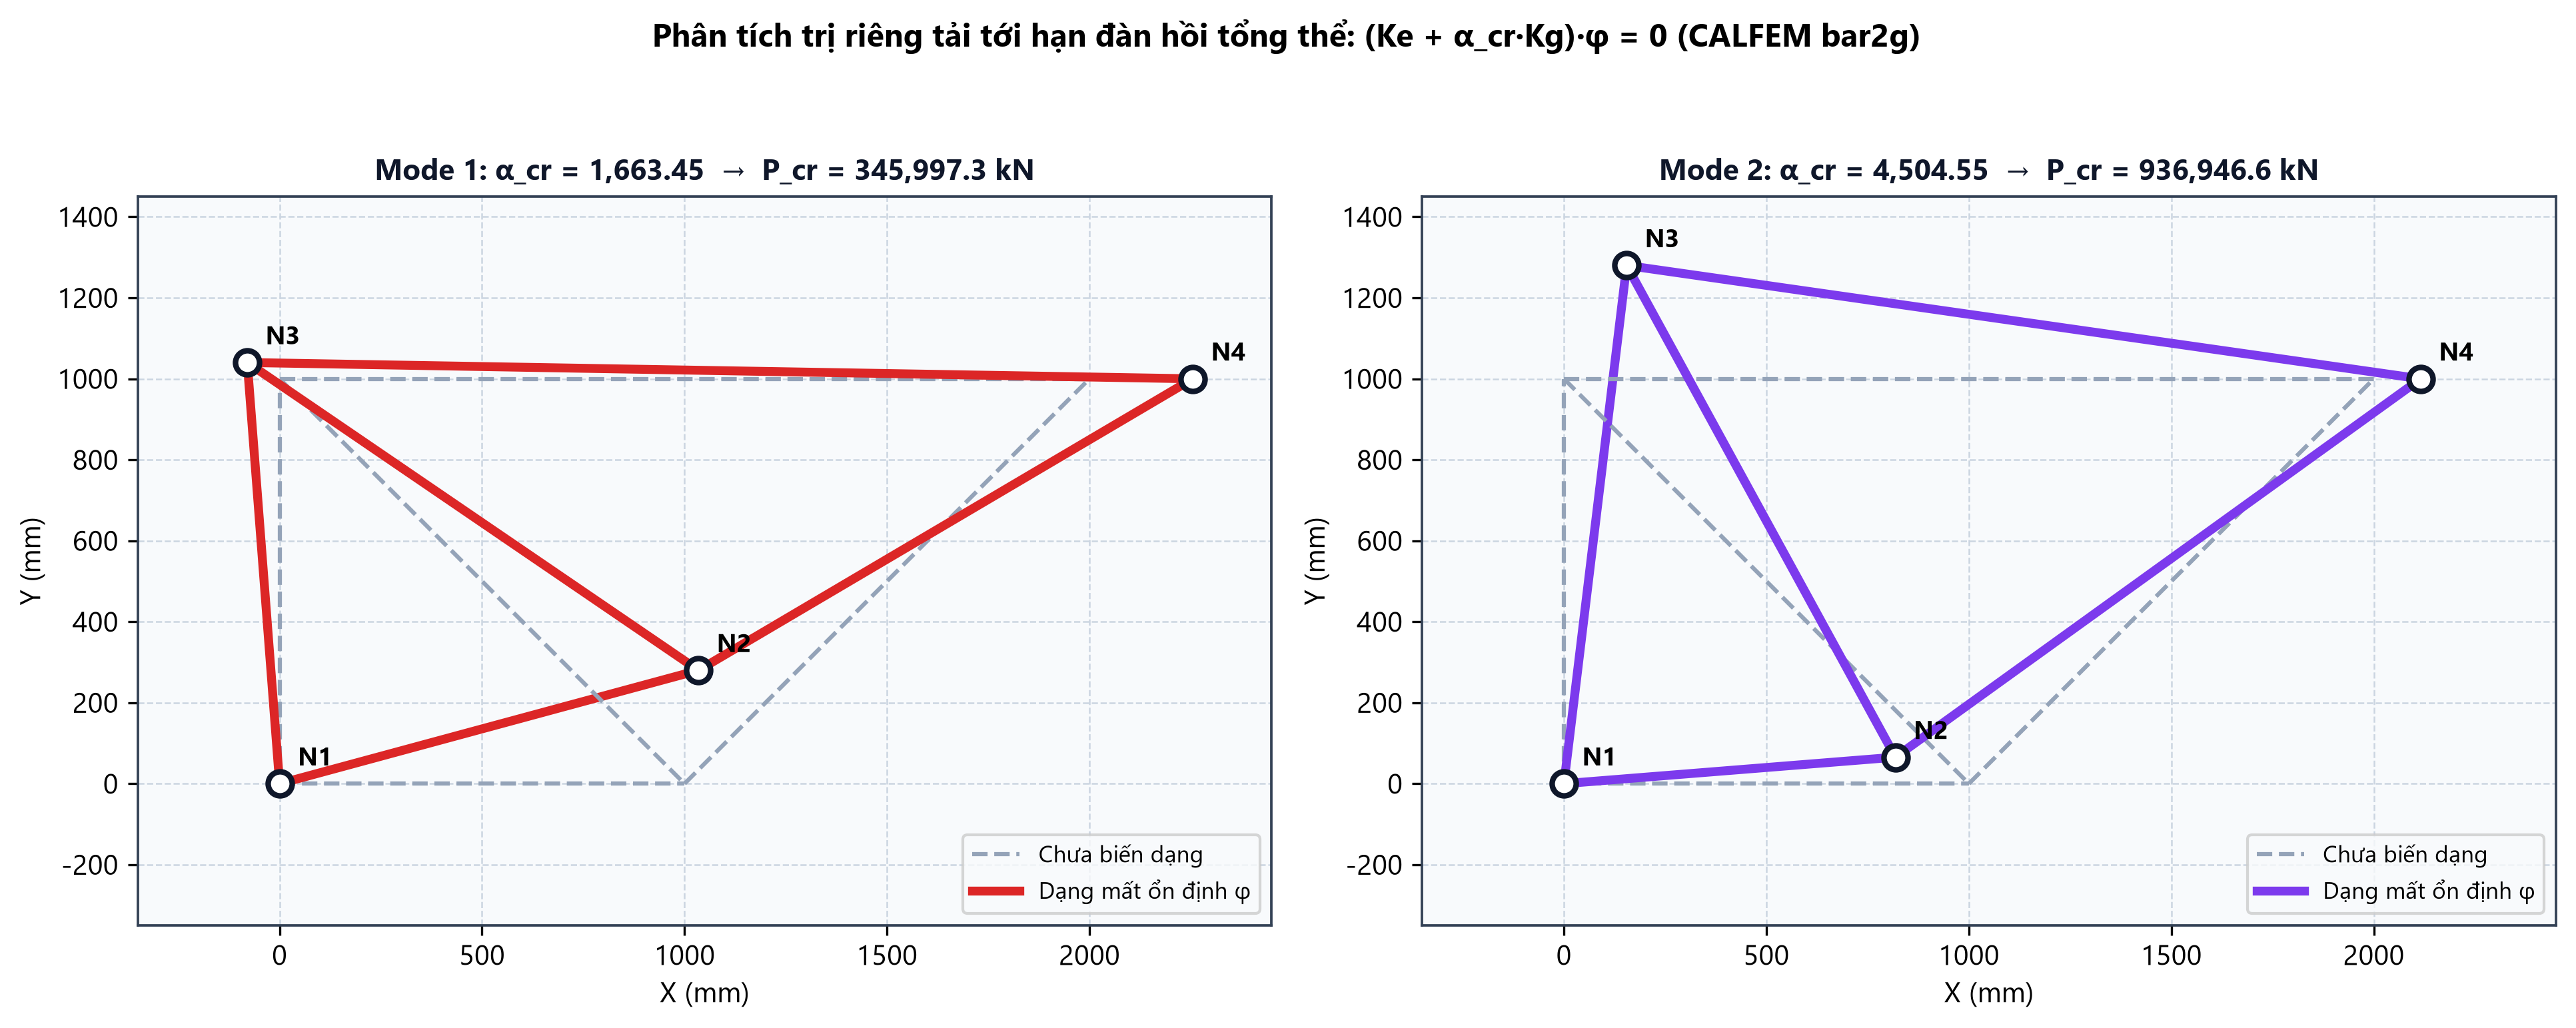 Phân tích trị riêng tải tới hạn đàn hồi tổng thể: (Ke + α_cr·Kg)·φ = 0 (CALFEM bar2g)
Mode 1: α_cr = 1,663.45 → P_cr = 345,997.3 kN
1400
1200
1000
800
600
400
200
0
-200
Y (mm)
N3
N4
N2
N1
Chưa biến dạng
Dạng mất ổn định φ
0
500
1000
1500
2000
X (mm)
Mode 2: α_cr = 4,504.55 → P_cr = 936,946.6 kN
1400
1200
1000
800
600
400
200
0
-200
Y (mm)
N3
N4
N2
N1
Chưa biến dạng
Dạng mất ổn định φ
0
500
1000
1500
2000
X (mm)